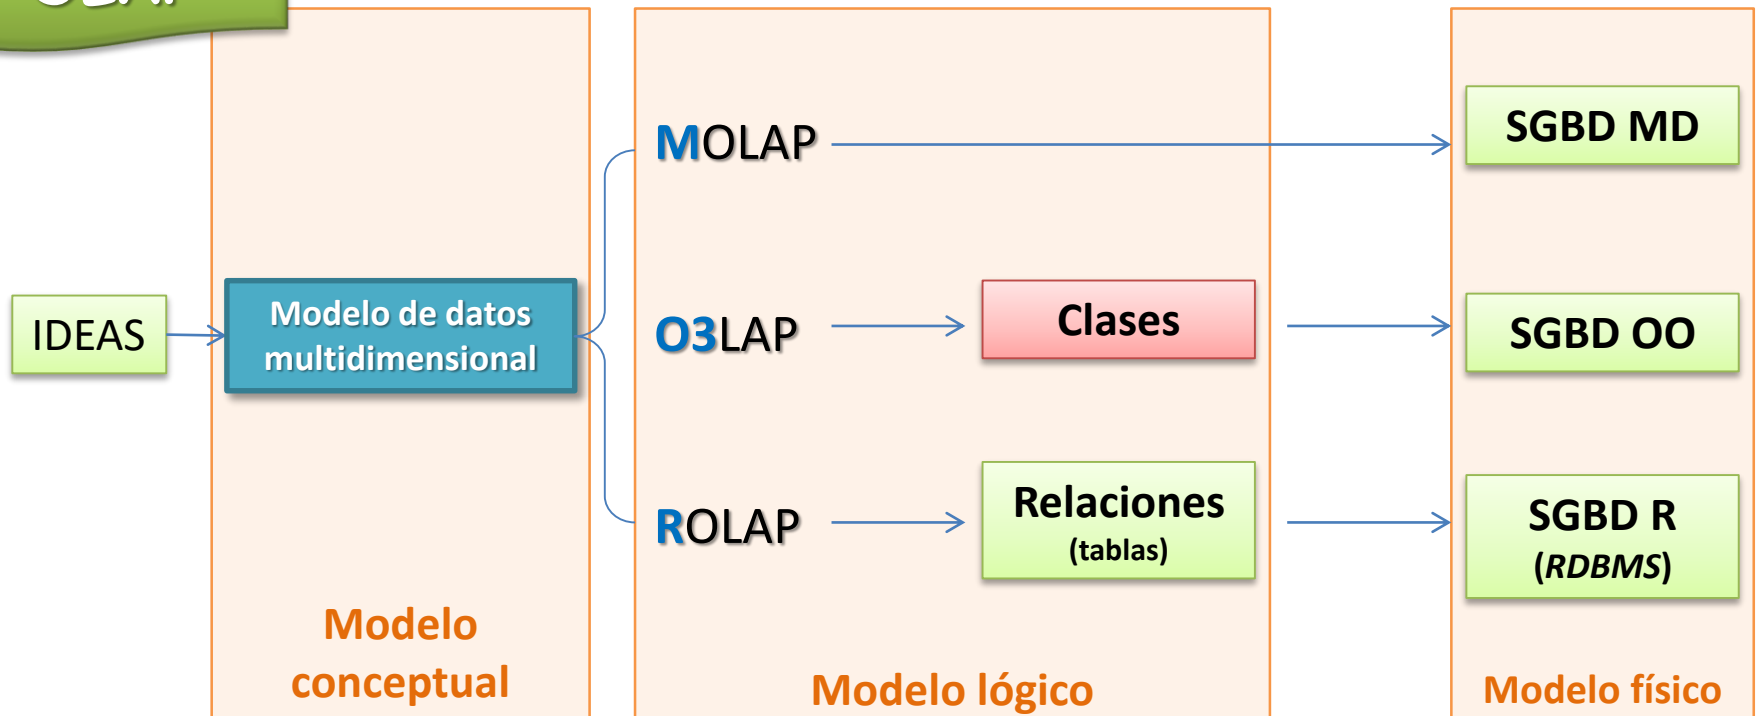 MOLAP
SGBD MD
IDEAS
Modelo de datos
multidimensional
O3LAP
Clases
SGBD OO
ROLAP
Relaciones
(tablas)
SGBD R
(RDBMS)
Modelo
conceptual
Modelo lógico
Modelo físico